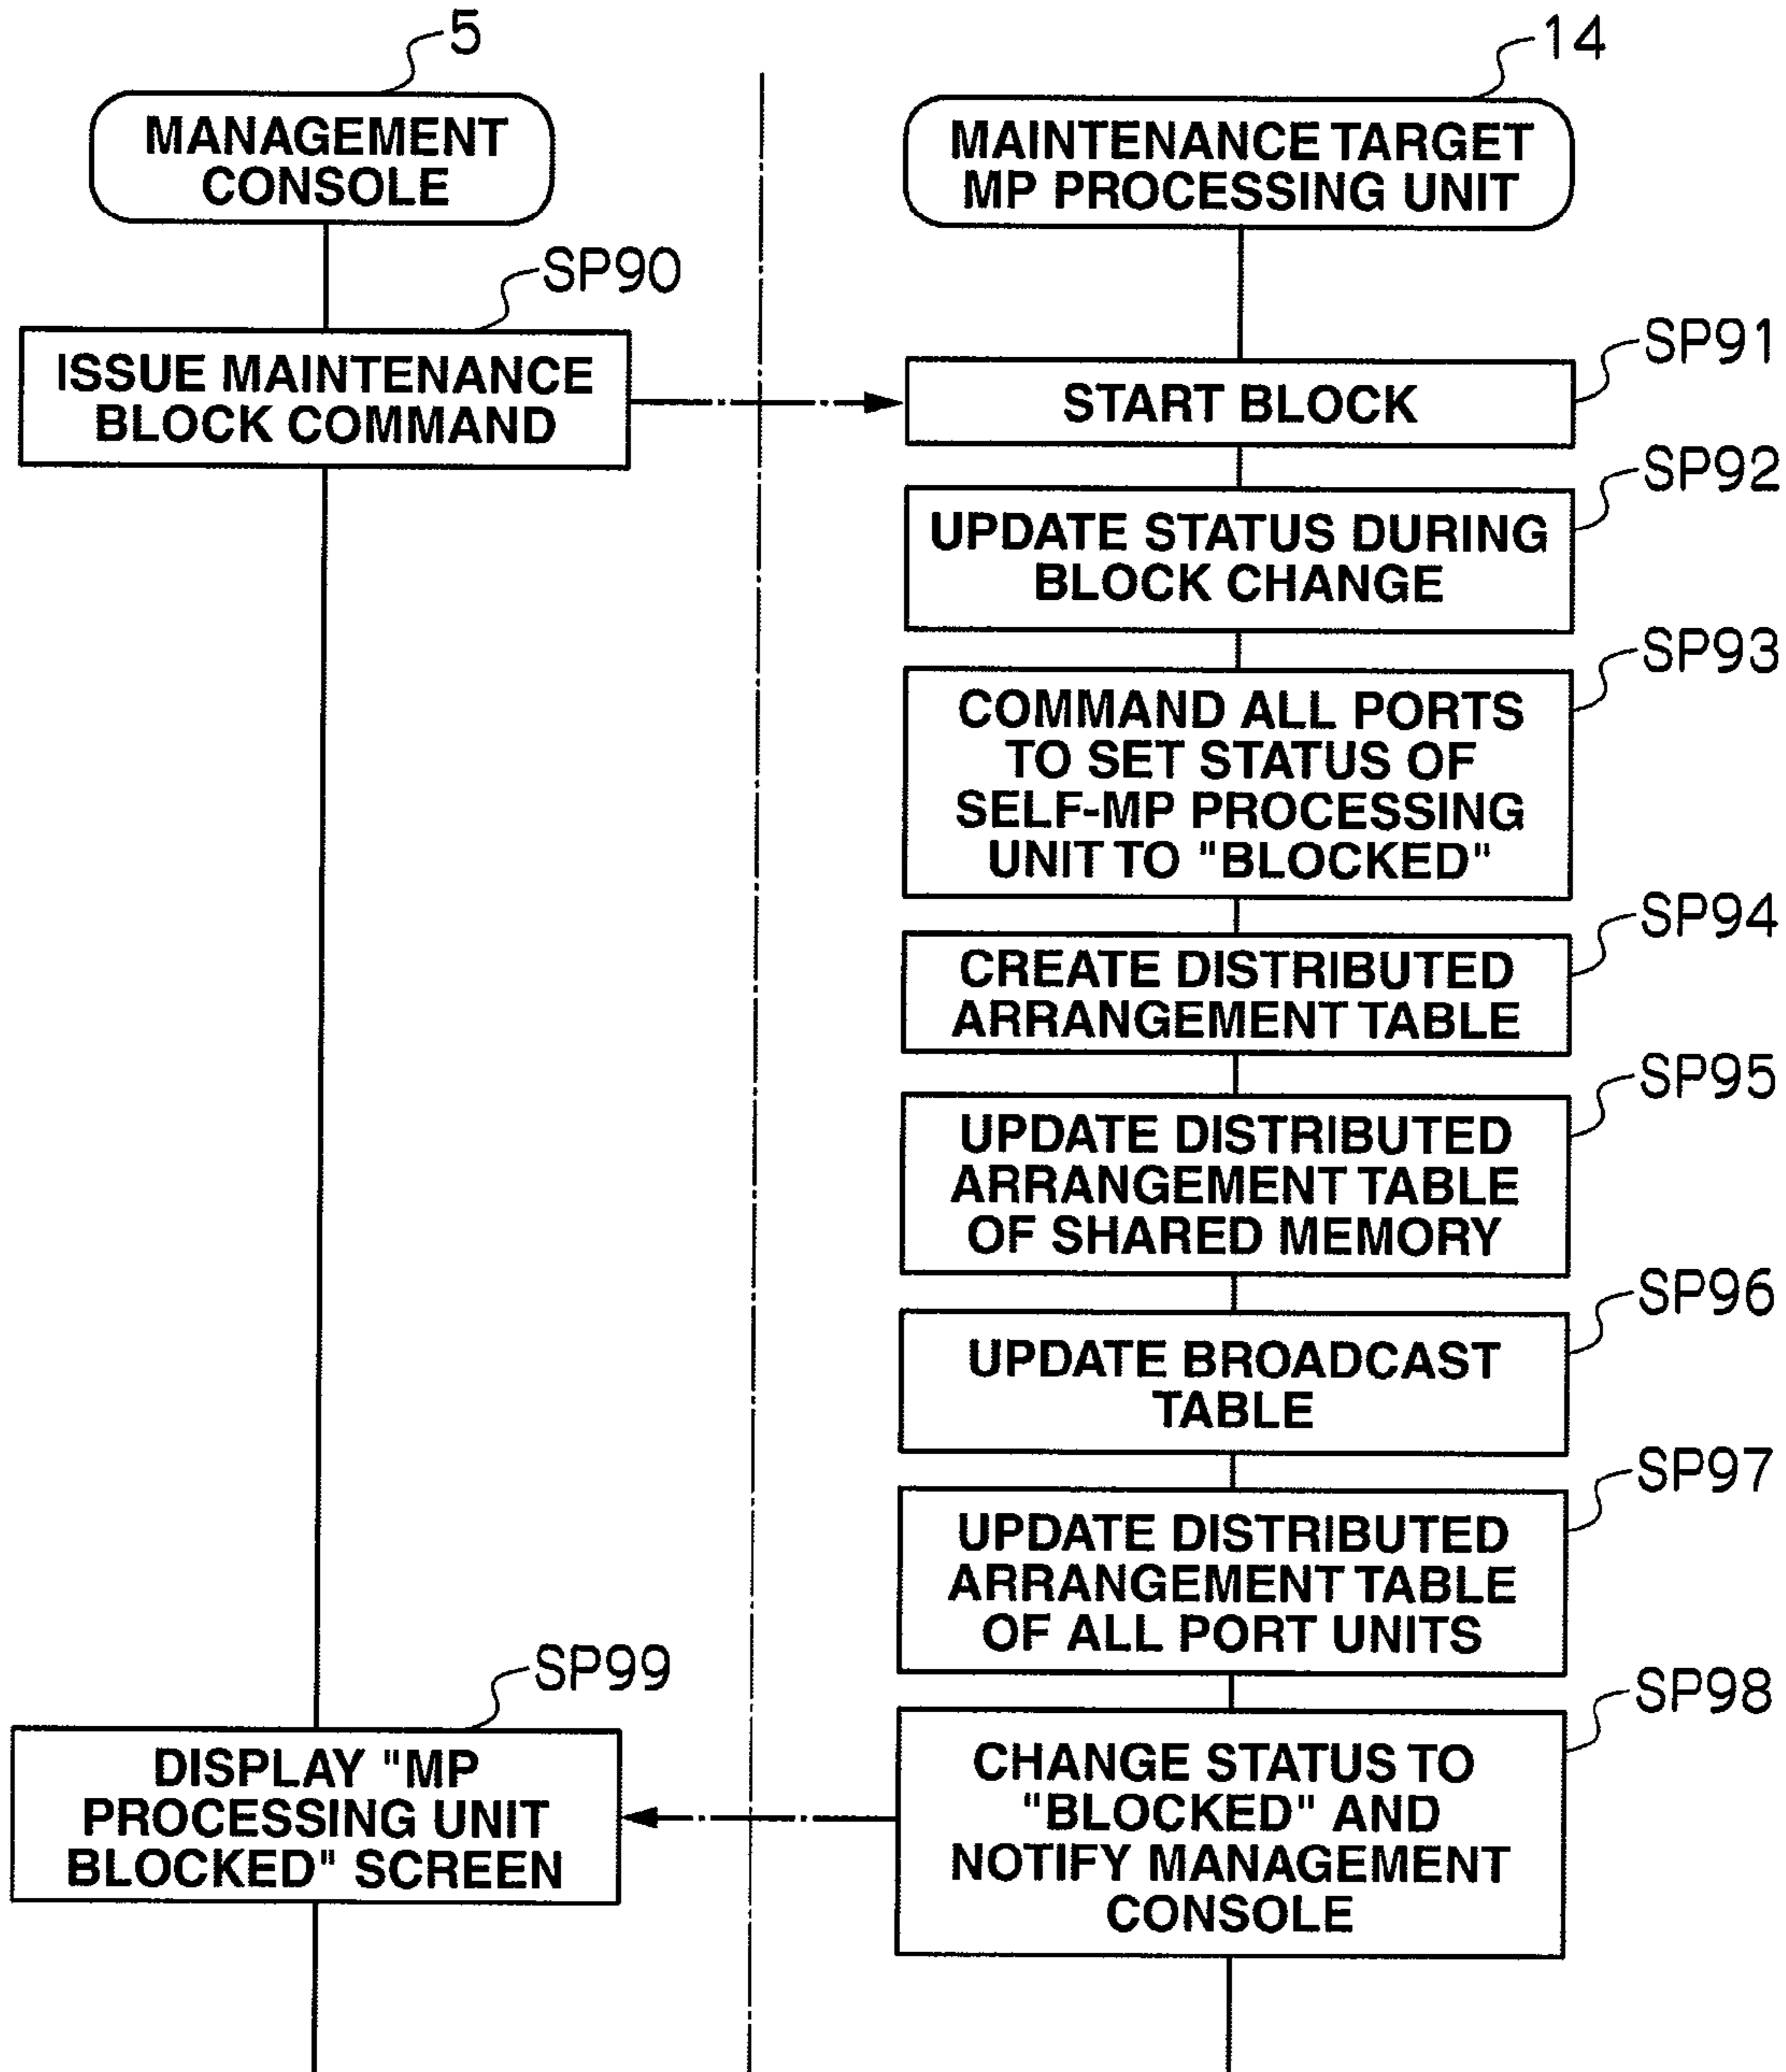 5
MANAGEMENT
CONSOLE
14
MAINTENANCE TARGET
MP PROCESSING UNIT
SP90
ISSUE MAINTENANCE
BLOCK COMMAND
SP91
START BLOCK
SP92
UPDATE STATUS DURING
BLOCK CHANGE
SP93
COMMAND ALL PORTS
TO SET STATUS OF
SELF-MP PROCESSING
UNIT TO "BLOCKED"
SP94
CREATE DISTRIBUTED
ARRANGEMENT TABLE
SP95
UPDATE DISTRIBUTED
ARRANGEMENT TABLE
OF SHARED MEMORY
SP96
UPDATE BROADCAST
TABLE
SP97
UPDATE DISTRIBUTED
ARRANGEMENT TABLE
OF ALL PORT UNITS
SP98
CHANGE STATUS TO
"BLOCKED" AND
NOTIFY MANAGEMENT
CONSOLE
SP99
DISPLAY "MP
PROCESSING UNIT
BLOCKED" SCREEN